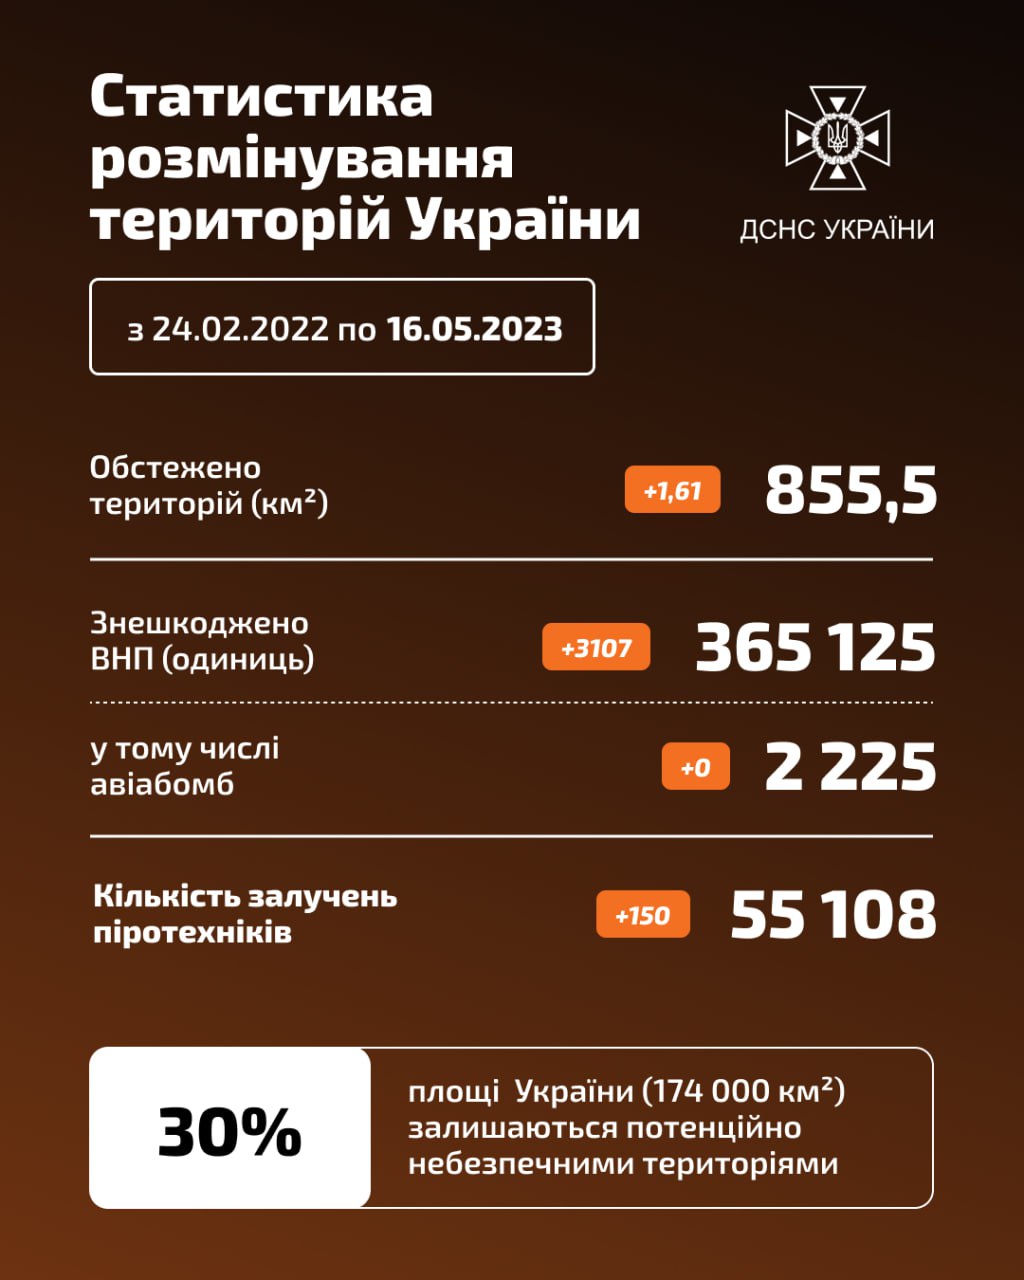 Статистика
розмінування
територій України
ДСНС УКРАЇНИ
з 24.02.2022 по 16.05.2023
Обстежено
територій (км²)
+1,61
855,5
Знешкоджено
ВНП (одиниць)
+3107
365 125
у тому числі
авіабомб
+0
2 225
Кількість залучень
піротехніків
+150
55 108
30%
площі України (174 000 км²)
залишаються потенційно
небезпечними територіями